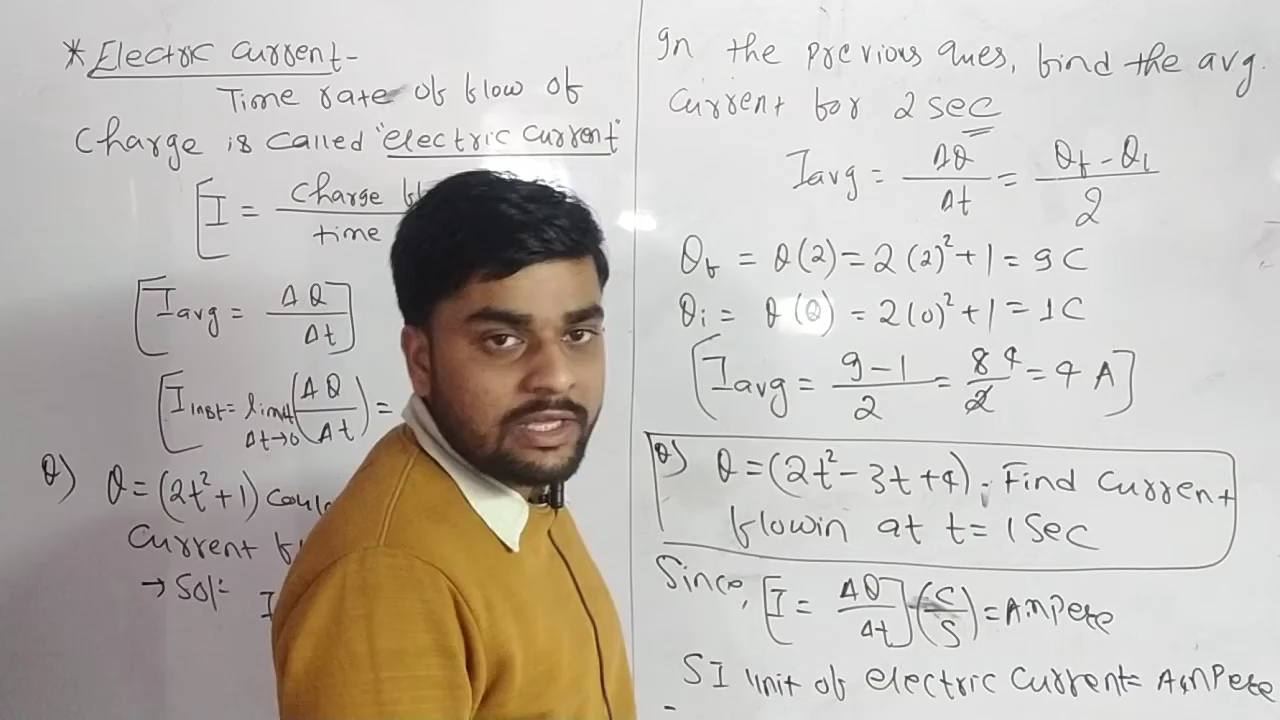 * Electric Current-
Time rate of flow of
Charge is called "electric current"
[I = Charge
time
[Iavg = ΔQ/Δt]
[Iinst = lim Δt→0 (ΔQ/Δt) =
Q) Q = (2t²+1)
Current
→ Sol:- I
In the previous Ques, find the avg.
Current for 2 sec
Iavg = ΔQ/Δt = Qf - Qi/2
Qf = Q(2) = 2(2)²+1 = 9C
Qi = Q(0) = 2(0)²+1 = 1C
[Iavg = 9-1/2 = 8/2 4 = 4 A]
Q) Q = (2t²- 3t+4). Find Current
flowin at t = 1 Sec
Since, [I = ΔQ/Δt] (C/S) = Ampere
SI unit of electric Current = Ampere